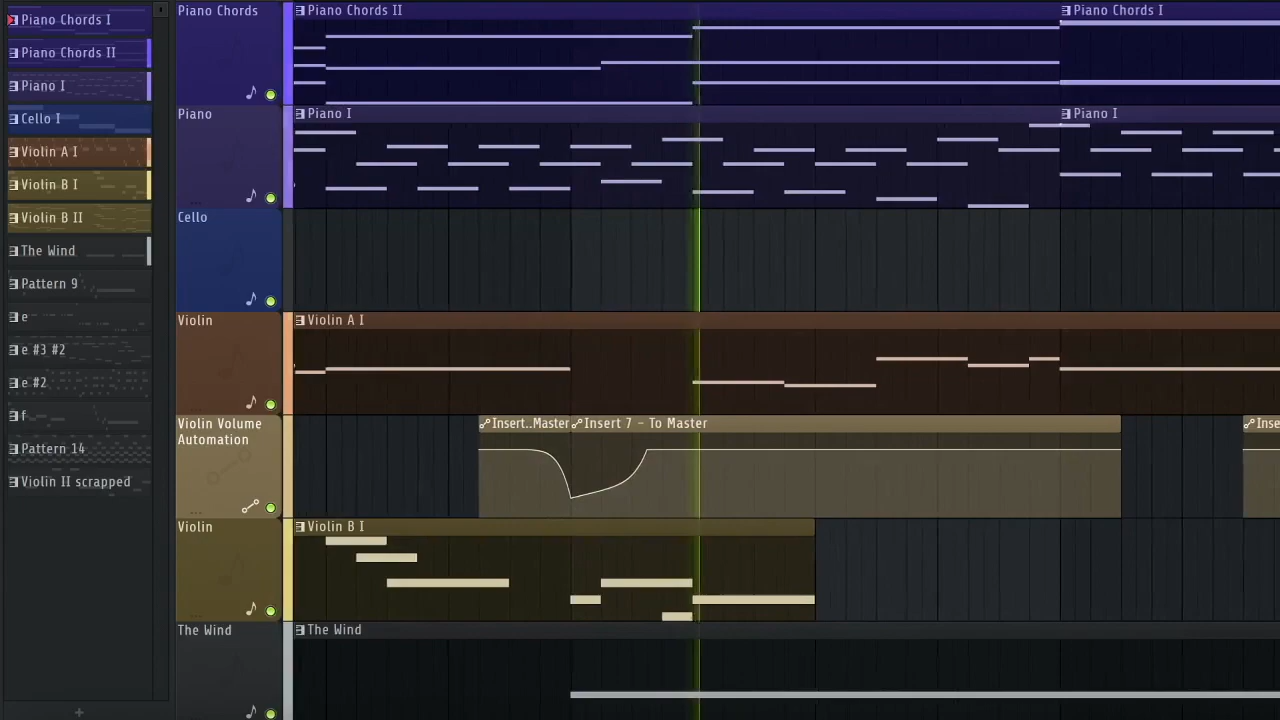 Piano Chords I
Piano Chords II
Piano I
Cello I
Violin A I
Violin B I
Violin B II
The Wind
Pattern 9
e
e #3 #2
e #2
f
Pattern 14
Violin II scrapped
Piano Chords
Piano Chords II
Piano Chords I
Piano
Piano I
Piano I
Cello
Violin
Violin A I
Violin Volume
Automation
Insert..Master
Insert 7 - To Master
Inse
Violin
Violin B I
The Wind
The Wind